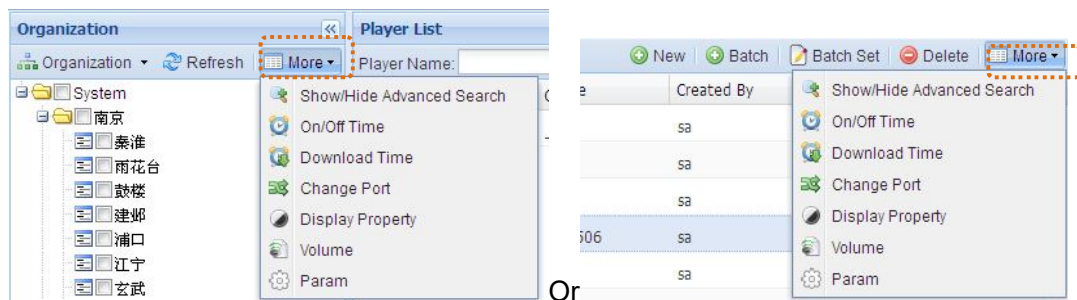 Organization
Player List
Organization Refresh More Player Name:
System
南京
秦淮
雨花台
鼓楼
建邺
浦口
江宁
玄武
Show/Hide Advanced Search
On/Off Time
Download Time
Change Port
Display Property
Volume
Param
Or
New Batch Batch Set Delete More
e Created By
sa
sa
sa
506 sa
sa
Show/Hide Advanced Search
On/Off Time
Download Time
Change Port
Display Property
Volume
Param